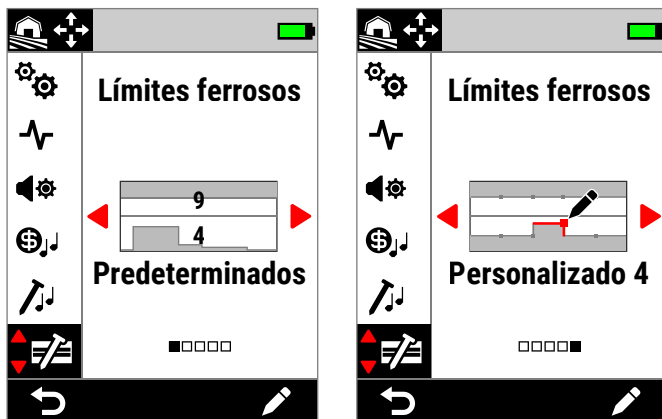 Límites ferrosos
9
4
Predeterminados
Límites ferrosos
Personalizado 4